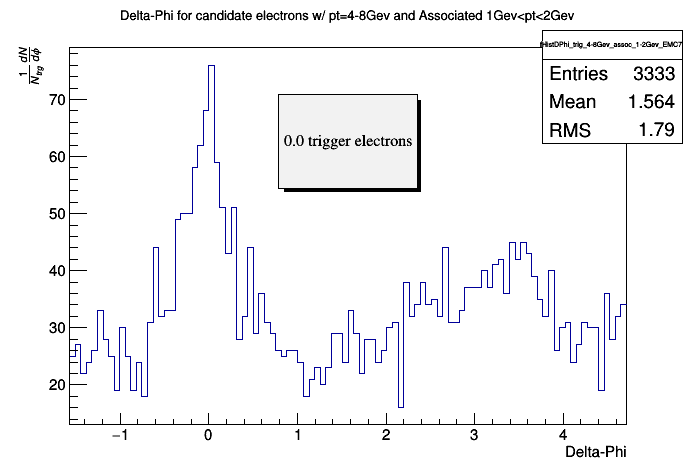 Delta-Phi for candidate electrons w/ pt=4-8Gev and Associated 1Gev<pt<2Gev
fHistDPhi_trig_4-8Gev_assoc_1-2Gev_EMC7
Entries 3333
Mean 1.564
RMS 1.79
1/N_trg dN/dϕ
0.0 trigger electrons
70
60
50
40
30
20
−1 0 1 2 3 4
Delta-Phi